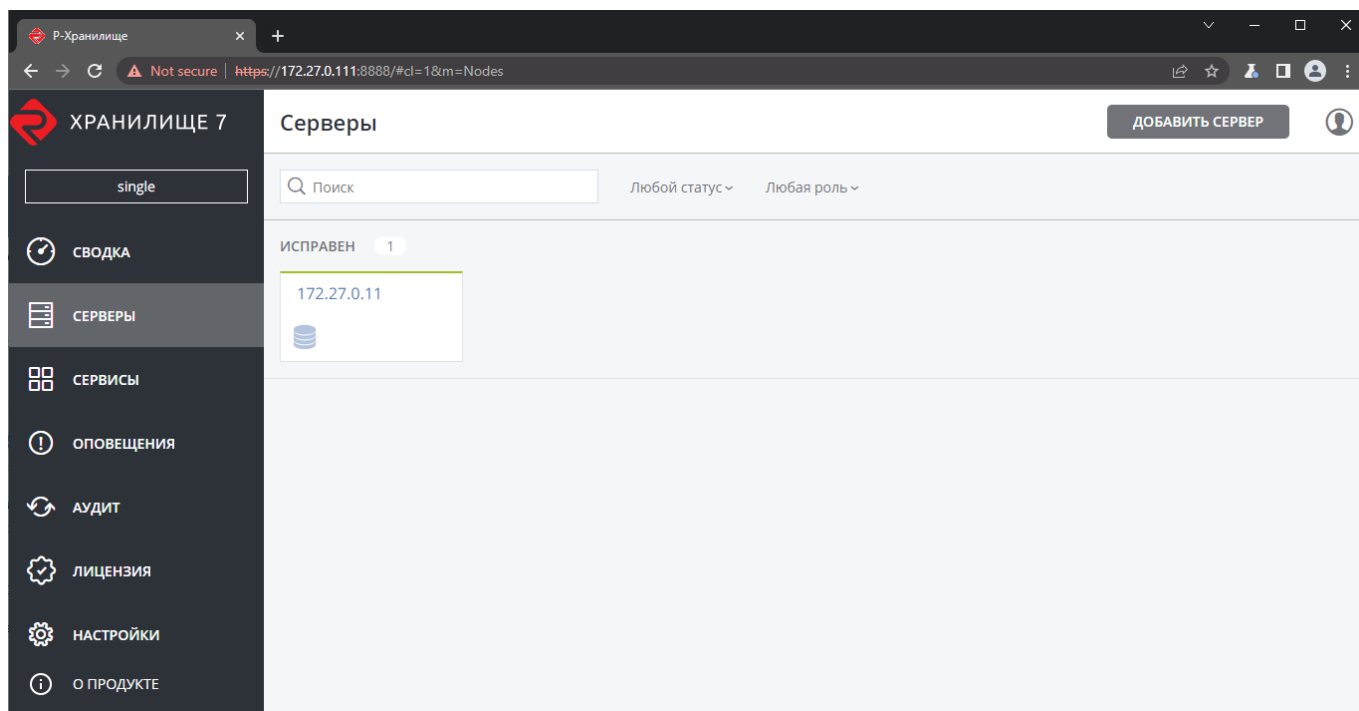 Р-Хранилище
Not secure | https://172.27.0.111:8888/#cl=1&m=Nodes
ХРАНИЛИЩЕ 7
Серверы
ДОБАВИТЬ СЕРВЕР
single
Поиск
Любой статус
Любая роль
СВОДКА
СЕРВЕРЫ
СЕРВИСЫ
ОПОВЕЩЕНИЯ
АУДИТ
ЛИЦЕНЗИЯ
НАСТРОЙКИ
О ПРОДУКТЕ
ИСПРАВЕН 1
172.27.0.11